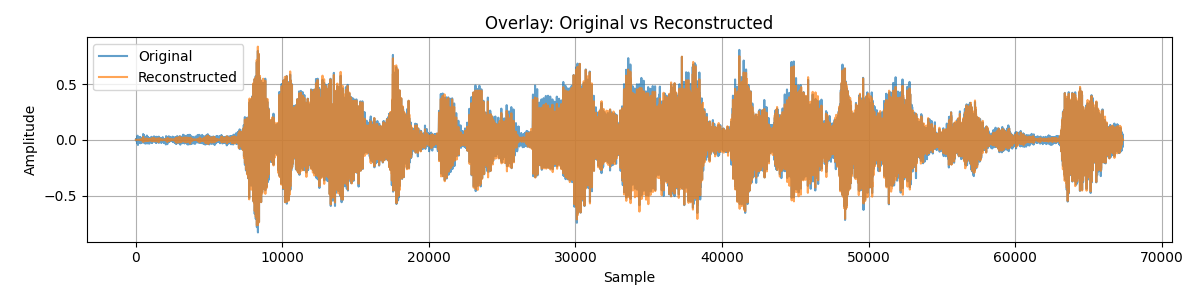 Overlay: Original vs Reconstructed
Original
Reconstructed
Amplitude
0.5
0.0
−0.5
0 10000 20000 30000 40000 50000 60000 70000
Sample